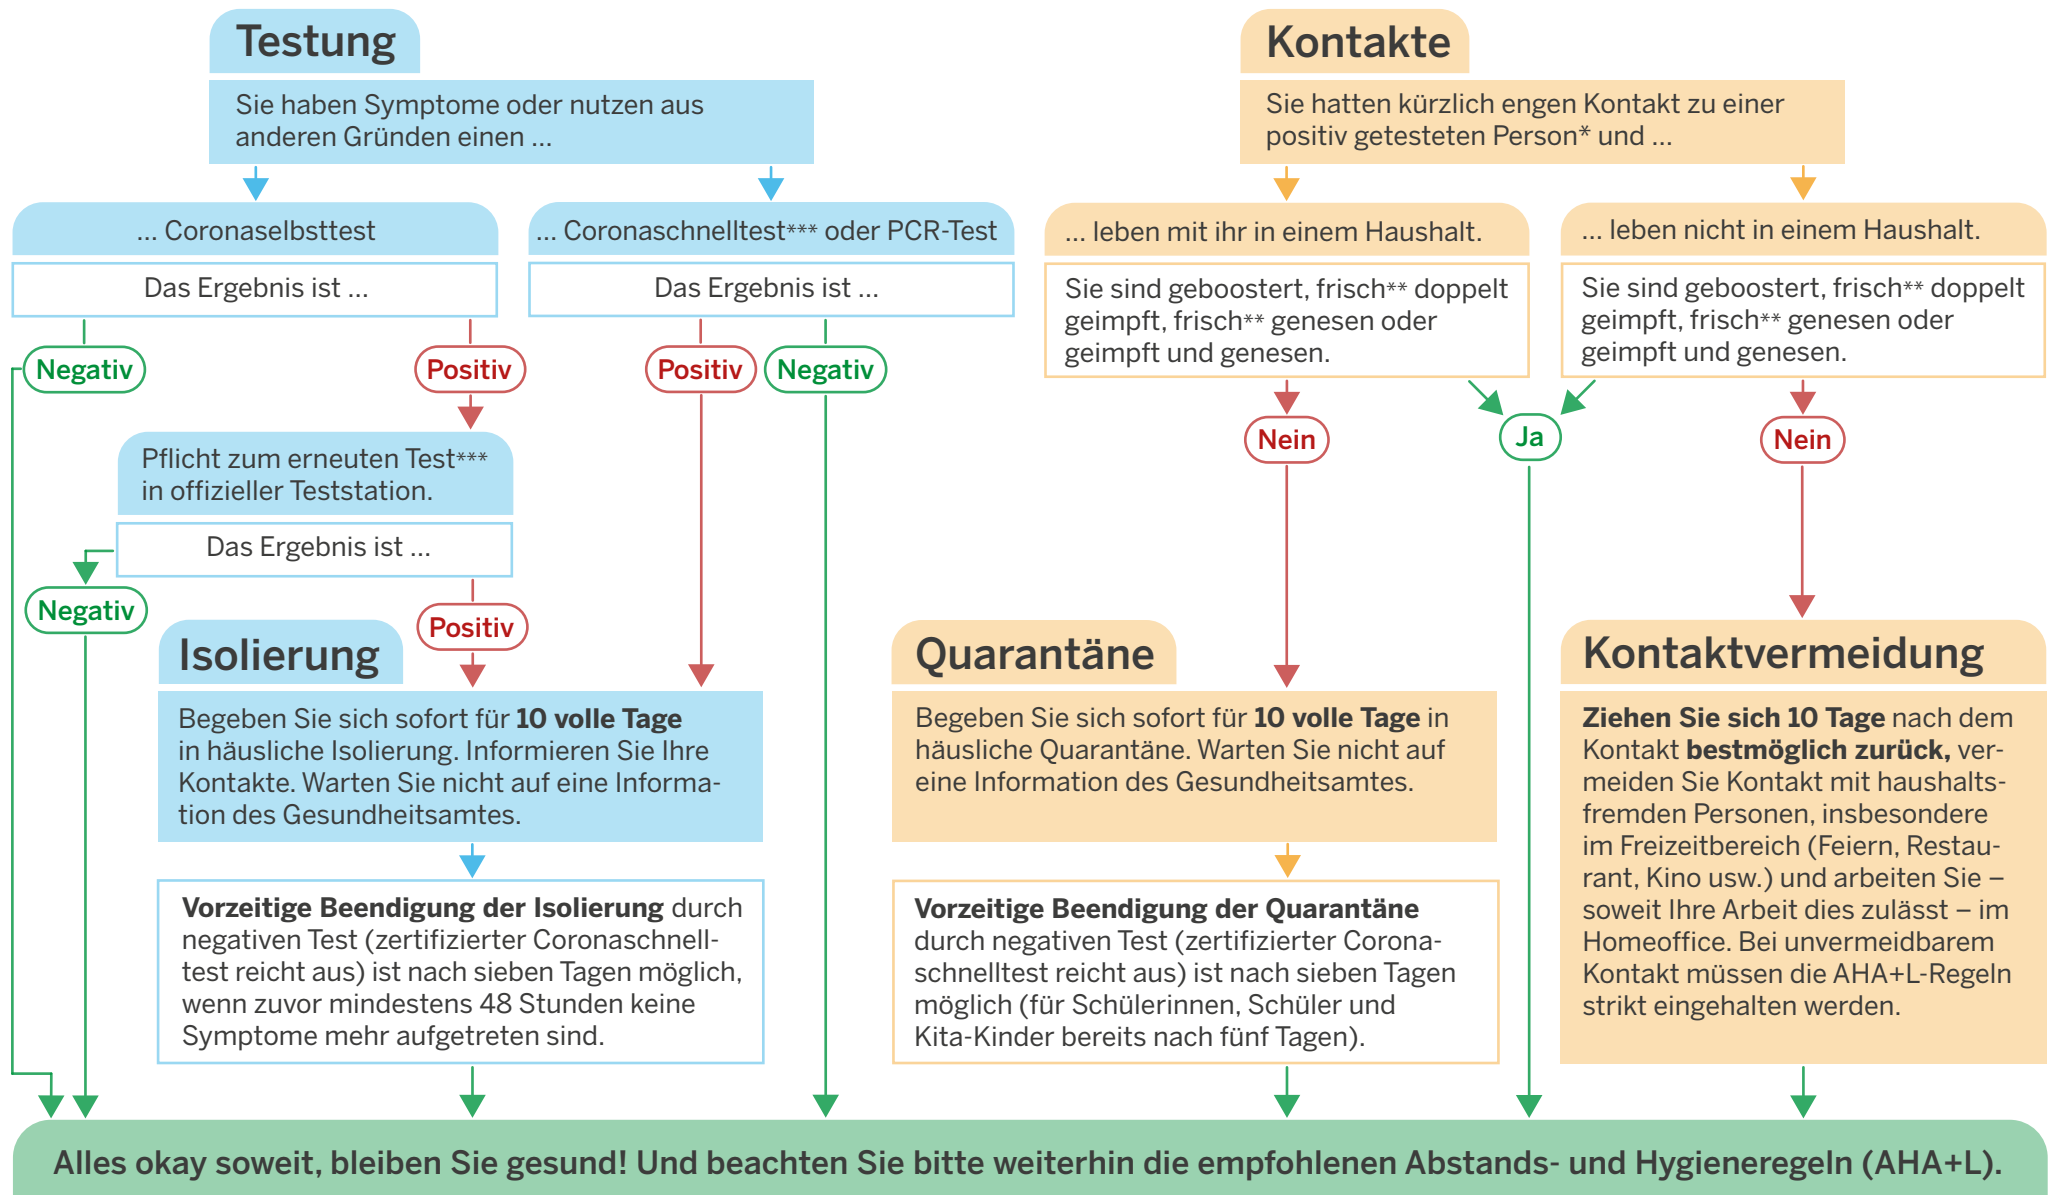 Testung
Sie haben Symptome oder nutzen aus
anderen Gründen einen ...
... Coronaselbsttest
Das Ergebnis ist ...
Negativ
Positiv
Pflicht zum erneuten Test***
in offizieller Teststation.
Das Ergebnis ist ...
Negativ
Positiv
... Coronaschnelltest*** oder PCR-Test
Das Ergebnis ist ...
Positiv
Negativ
Isolierung
Begeben Sie sich sofort für 10 volle Tage
in häusliche Isolierung. Informieren Sie Ihre
Kontakte. Warten Sie nicht auf eine Informa-
tion des Gesundheitsamtes.
Vorzeitige Beendigung der Isolierung durch
negativen Test (zertifizierter Coronaschnell-
test reicht aus) ist nach sieben Tagen möglich,
wenn zuvor mindestens 48 Stunden keine
Symptome mehr aufgetreten sind.
Kontakte
Sie hatten kürzlich engen Kontakt zu einer
positiv getesteten Person* und ...
... leben mit ihr in einem Haushalt.
Sie sind geboostert, frisch** doppelt
geimpft, frisch** genesen oder
geimpft und genesen.
Nein
Ja
... leben nicht in einem Haushalt.
Sie sind geboostert, frisch** doppelt
geimpft, frisch** genesen oder
geimpft und genesen.
Nein
Quarantäne
Begeben Sie sich sofort für 10 volle Tage in
häusliche Quarantäne. Warten Sie nicht auf
eine Information des Gesundheitsamtes.
Vorzeitige Beendigung der Quarantäne
durch negativen Test (zertifizierter Corona-
schnelltest reicht aus) ist nach sieben Tagen
möglich (für Schülerinnen, Schüler und
Kita-Kinder bereits nach fünf Tagen).
Kontaktvermeidung
Ziehen Sie sich 10 Tage nach dem
Kontakt bestmöglich zurück, ver-
meiden Sie Kontakt mit haushalts-
fremden Personen, insbesondere
im Freizeitbereich (Feiern, Restau-
rant, Kino usw.) und arbeiten Sie –
soweit Ihre Arbeit dies zulässt – im
Homeoffice. Bei unvermeidbarem
Kontakt müssen die AHA+L-Regeln
strikt eingehalten werden.
Alles okay soweit, bleiben Sie gesund! Und beachten Sie bitte weiterhin die empfohlenen Abstands- und Hygieneregeln (AHA+L).